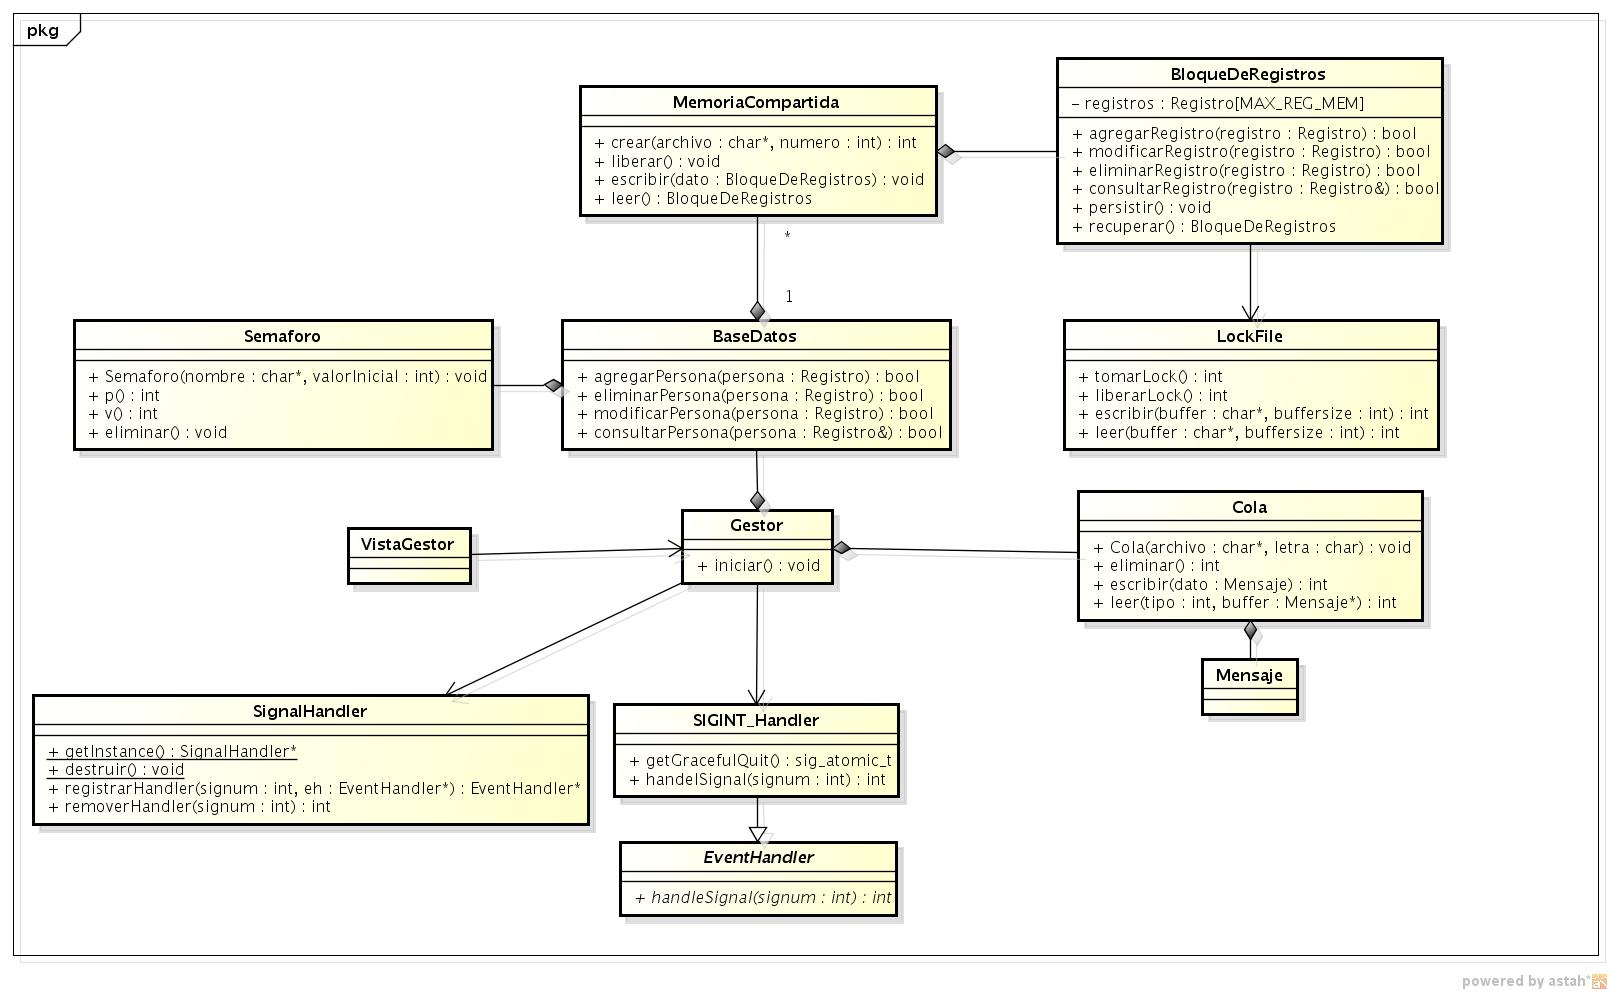 pkg
MemoriaCompartida
+ crear(archivo : char*, numero : int) : int
+ liberar() : void
+ escribir(dato : BloqueDeRegistros) : void
+ leer() : BloqueDeRegistros
BloqueDeRegistros
- registros : Registro[MAX_REG_MEM]
+ agregarRegistro(registro : Registro) : bool
+ modificarRegistro(registro : Registro) : bool
+ eliminarRegistro(registro : Registro) : bool
+ consultarRegistro(registro : Registro&) : bool
+ persistir() : void
+ recuperar() : BloqueDeRegistros
*
1
Semaforo
+ Semaforo(nombre : char*, valorInicial : int) : void
+ p() : int
+ v() : int
+ eliminar() : void
BaseDatos
+ agregarPersona(persona : Registro) : bool
+ eliminarPersona(persona : Registro) : bool
+ modificarPersona(persona : Registro) : bool
+ consultarPersona(persona : Registro&) : bool
LockFile
+ tomarLock() : int
+ liberarLock() : int
+ escribir(buffer : char*, buffersize : int) : int
+ leer(buffer : char*, buffersize : int) : int
VistaGestor
Gestor
+ iniciar() : void
Cola
+ Cola(archivo : char*, letra : char) : void
+ eliminar() : int
+ escribir(dato : Mensaje) : int
+ leer(tipo : int, buffer : Mensaje*) : int
Mensaje
SignalHandler
+ getInstance() : SignalHandler*
+ destruir() : void
+ registrarHandler(signum : int, eh : EventHandler*) : EventHandler*
+ removerHandler(signum : int) : int
SIGINT_Handler
+ getGracefulQuit() : sig_atomic_t
+ handelSignal(signum : int) : int
EventHandler
+ handleSignal(signum : int) : int
powered by astah*